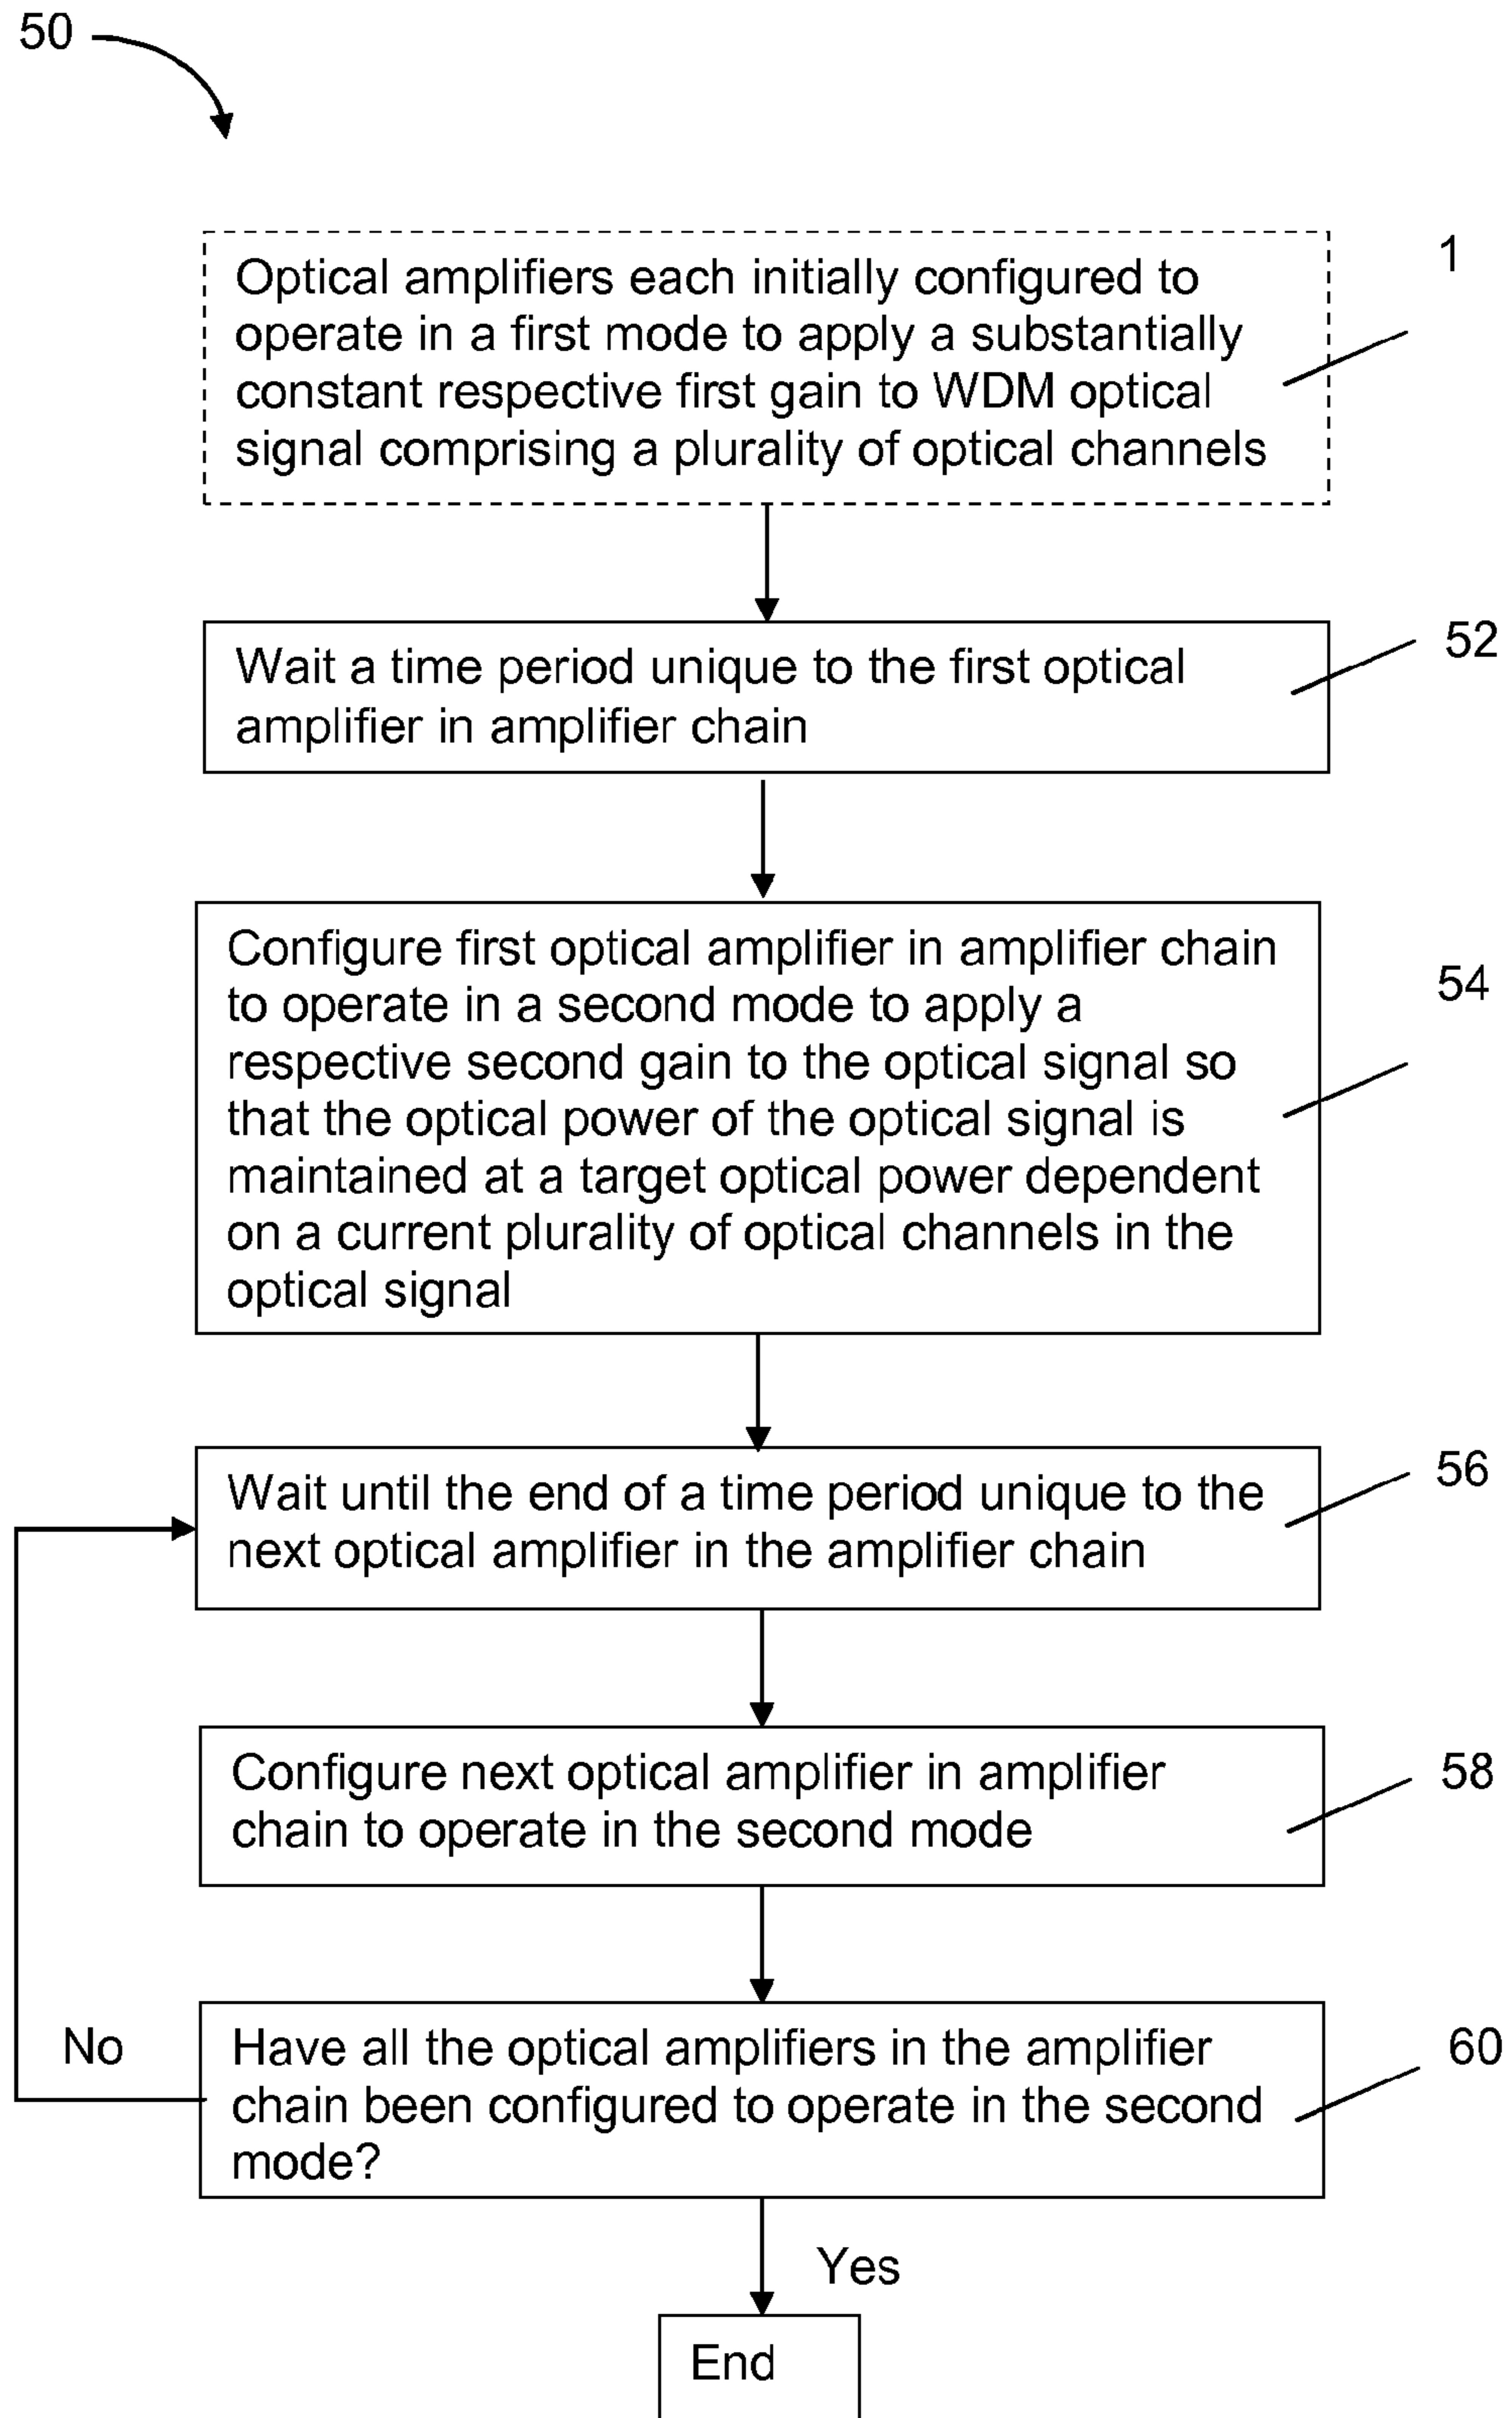 50
Optical amplifiers each initially configured to
operate in a first mode to apply a substantially
constant respective first gain to WDM optical
signal comprising a plurality of optical channels
1
Wait a time period unique to the first optical
amplifier in amplifier chain
52
Configure first optical amplifier in amplifier chain
to operate in a second mode to apply a
respective second gain to the optical signal so
that the optical power of the optical signal is
maintained at a target optical power dependent
on a current plurality of optical channels in the
optical signal
54
Wait until the end of a time period unique to the
next optical amplifier in the amplifier chain
56
Configure next optical amplifier in amplifier
chain to operate in the second mode
58
No
Have all the optical amplifiers in the amplifier
chain been configured to operate in the second
mode?
60
Yes
End